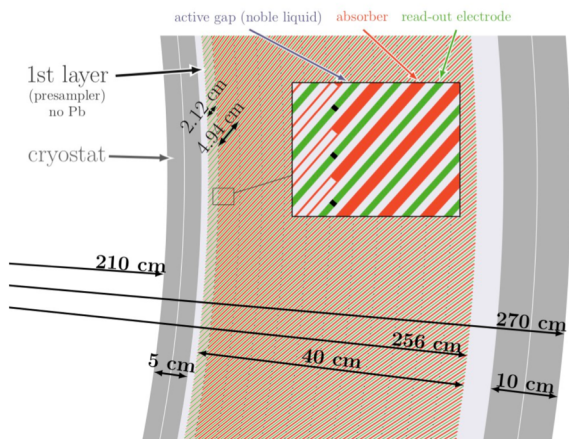 active gap (noble liquid)
absorber
read-out electrode
1st layer
(presampler)
no Pb
2.12 cm
4.94 cm
cryostat
210 cm
270 cm
256 cm
40 cm
5 cm
10 cm